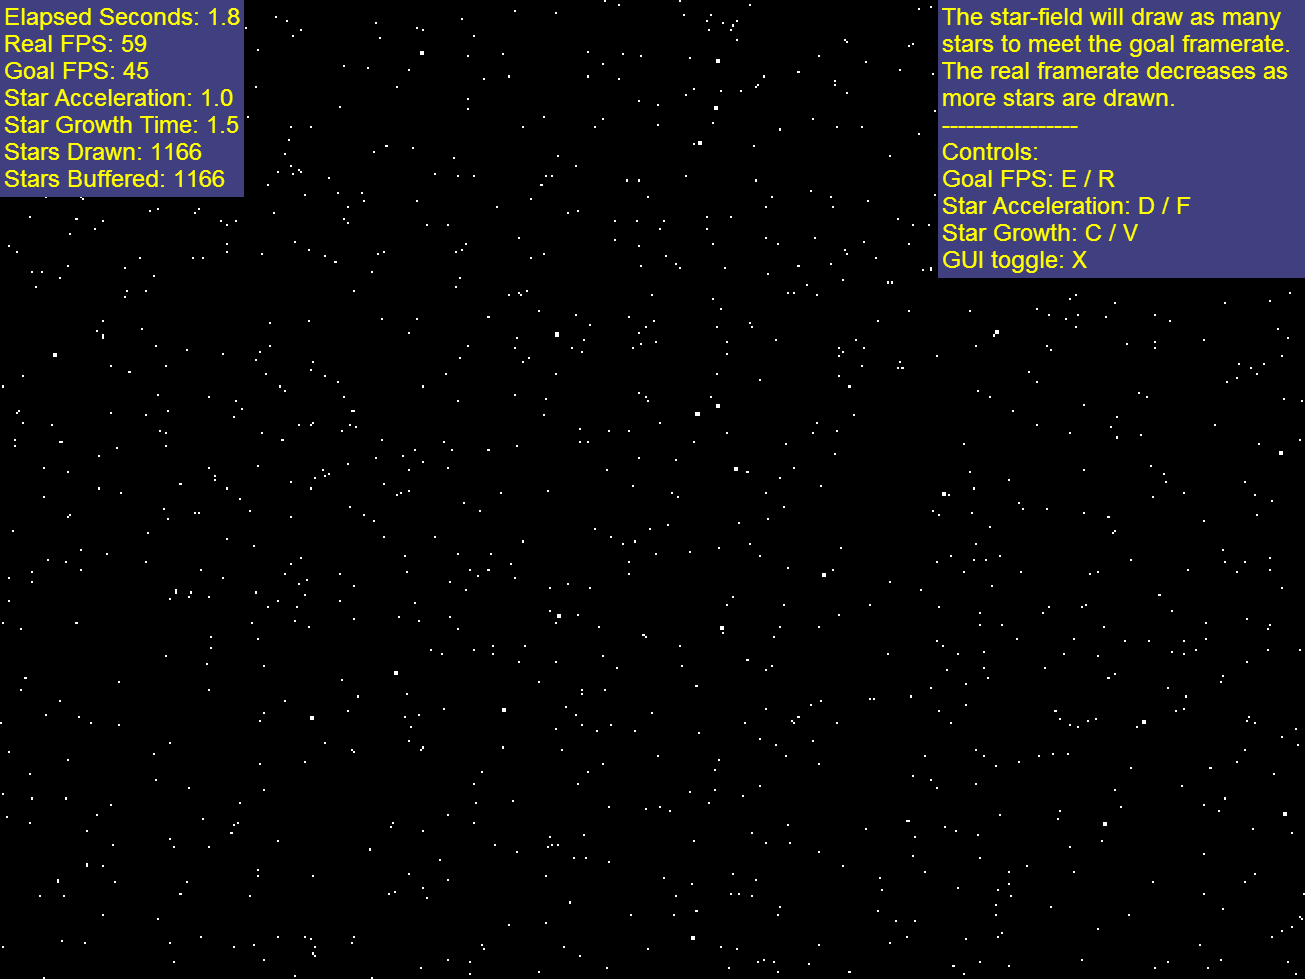 Elapsed Seconds: 1.8
Real FPS: 59
Goal FPS: 45
Star Acceleration: 1.0
Star Growth Time: 1.5
Stars Drawn: 1166
Stars Buffered: 1166
The star-field will draw as many
stars to meet the goal framerate.
The real framerate decreases as
more stars are drawn.
-----------------
Controls:
Goal FPS: E / R
Star Acceleration: D / F
Star Growth: C / V
GUI toggle: X